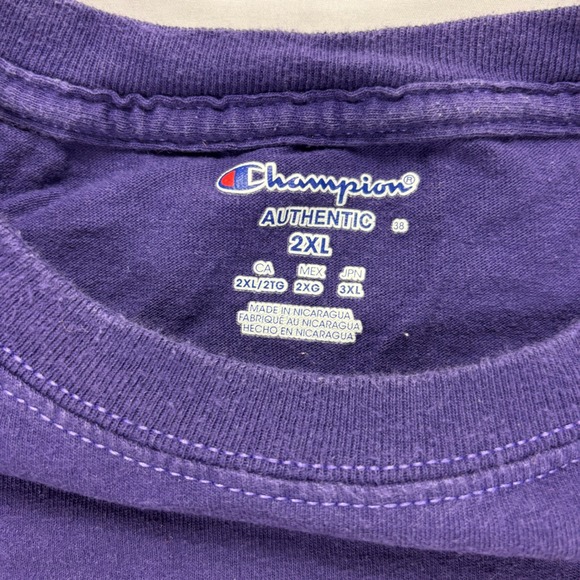 Champion®
AUTHENTIC 38
2XL
CA MEX JPN
2XL/2TG 2XG 3XL
MADE IN NICARAGUA
FABRIQUÉ AU NICARAGUA
HECHO EN NICARAGUA